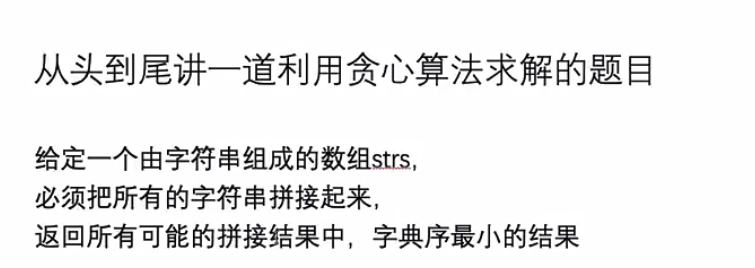 从头到尾讲一道利用贪心算法求解的题目
给定一个由字符串组成的数组strs,
必须把所有的字符串拼接起来,
返回所有可能的拼接结果中，字典序最小的结果